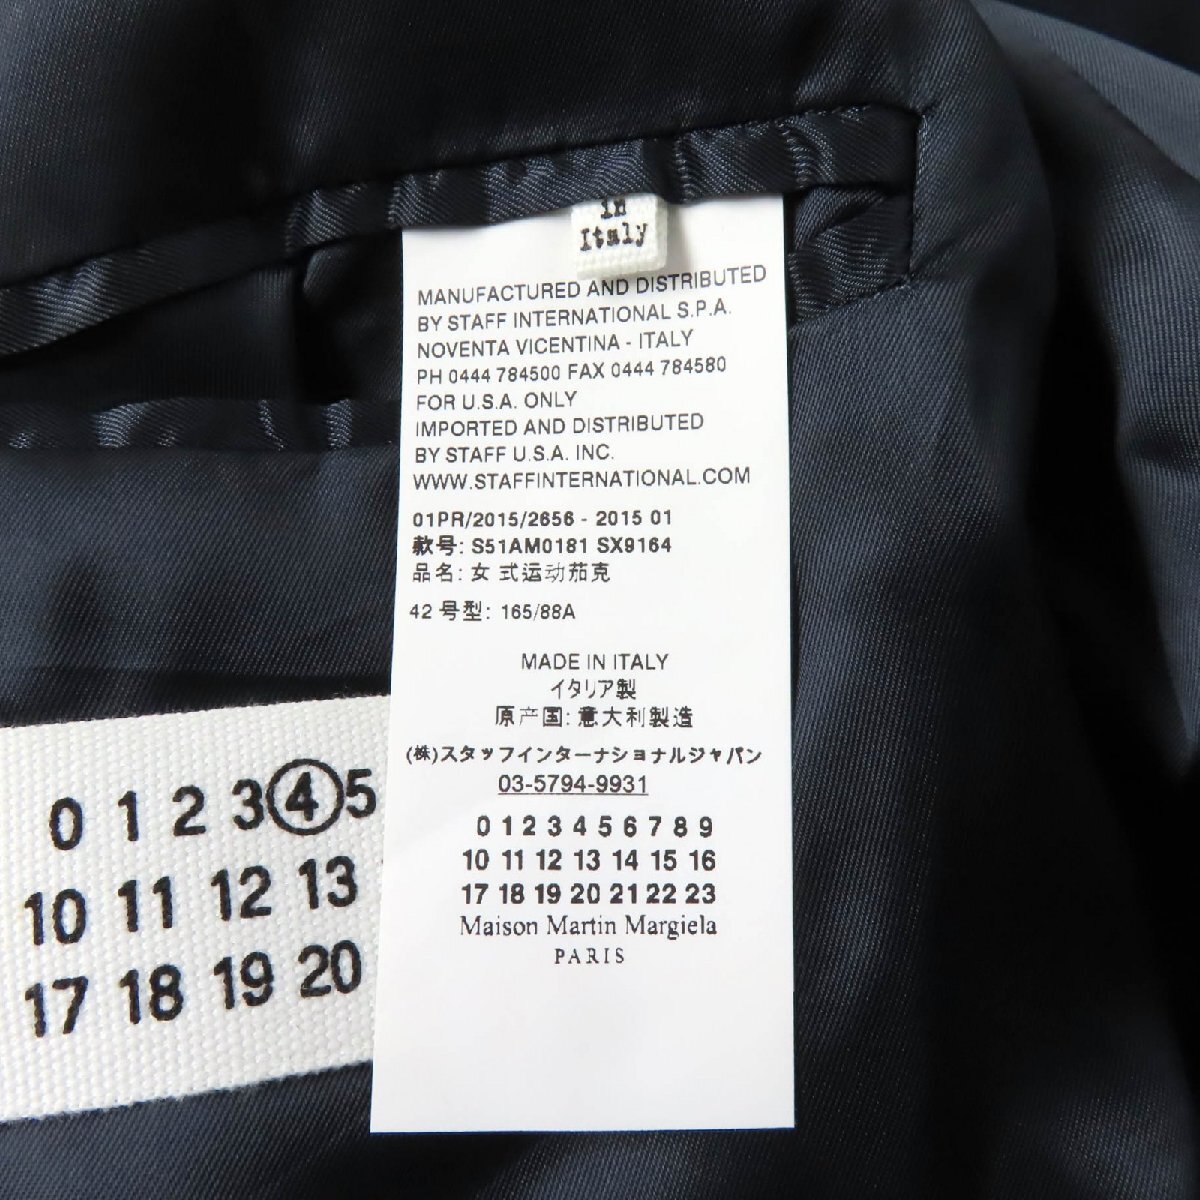 in
Italy
MANUFACTURED AND DISTRIBUTED
BY STAFF INTERNATIONAL S.P.A.
NOVENTA VICENTINA - ITALY
PH 0444 784500 FAX 0444 784580
FOR U.S.A. ONLY
IMPORTED AND DISTRIBUTED
BY STAFF U.S.A. INC.
WWW.STAFFINTERNATIONAL.COM
01PR/2015/2656 - 2015 01
款号: S51AM0181 SX9164
品名: 女 式运动茄克
42 号型: 165/88A
MADE IN ITALY
イタリア製
原产国: 意大利製造
(株)スタッフインターナショナルジャパン
03-5794-9931
0 1 2 3 4 5 6 7 8 9
10 11 12 13 14 15 16
17 18 19 20 21 22 23
Maison Martin Margiela
PARIS
0 1 2 3 4 5
10 11 12 13
17 18 19 20